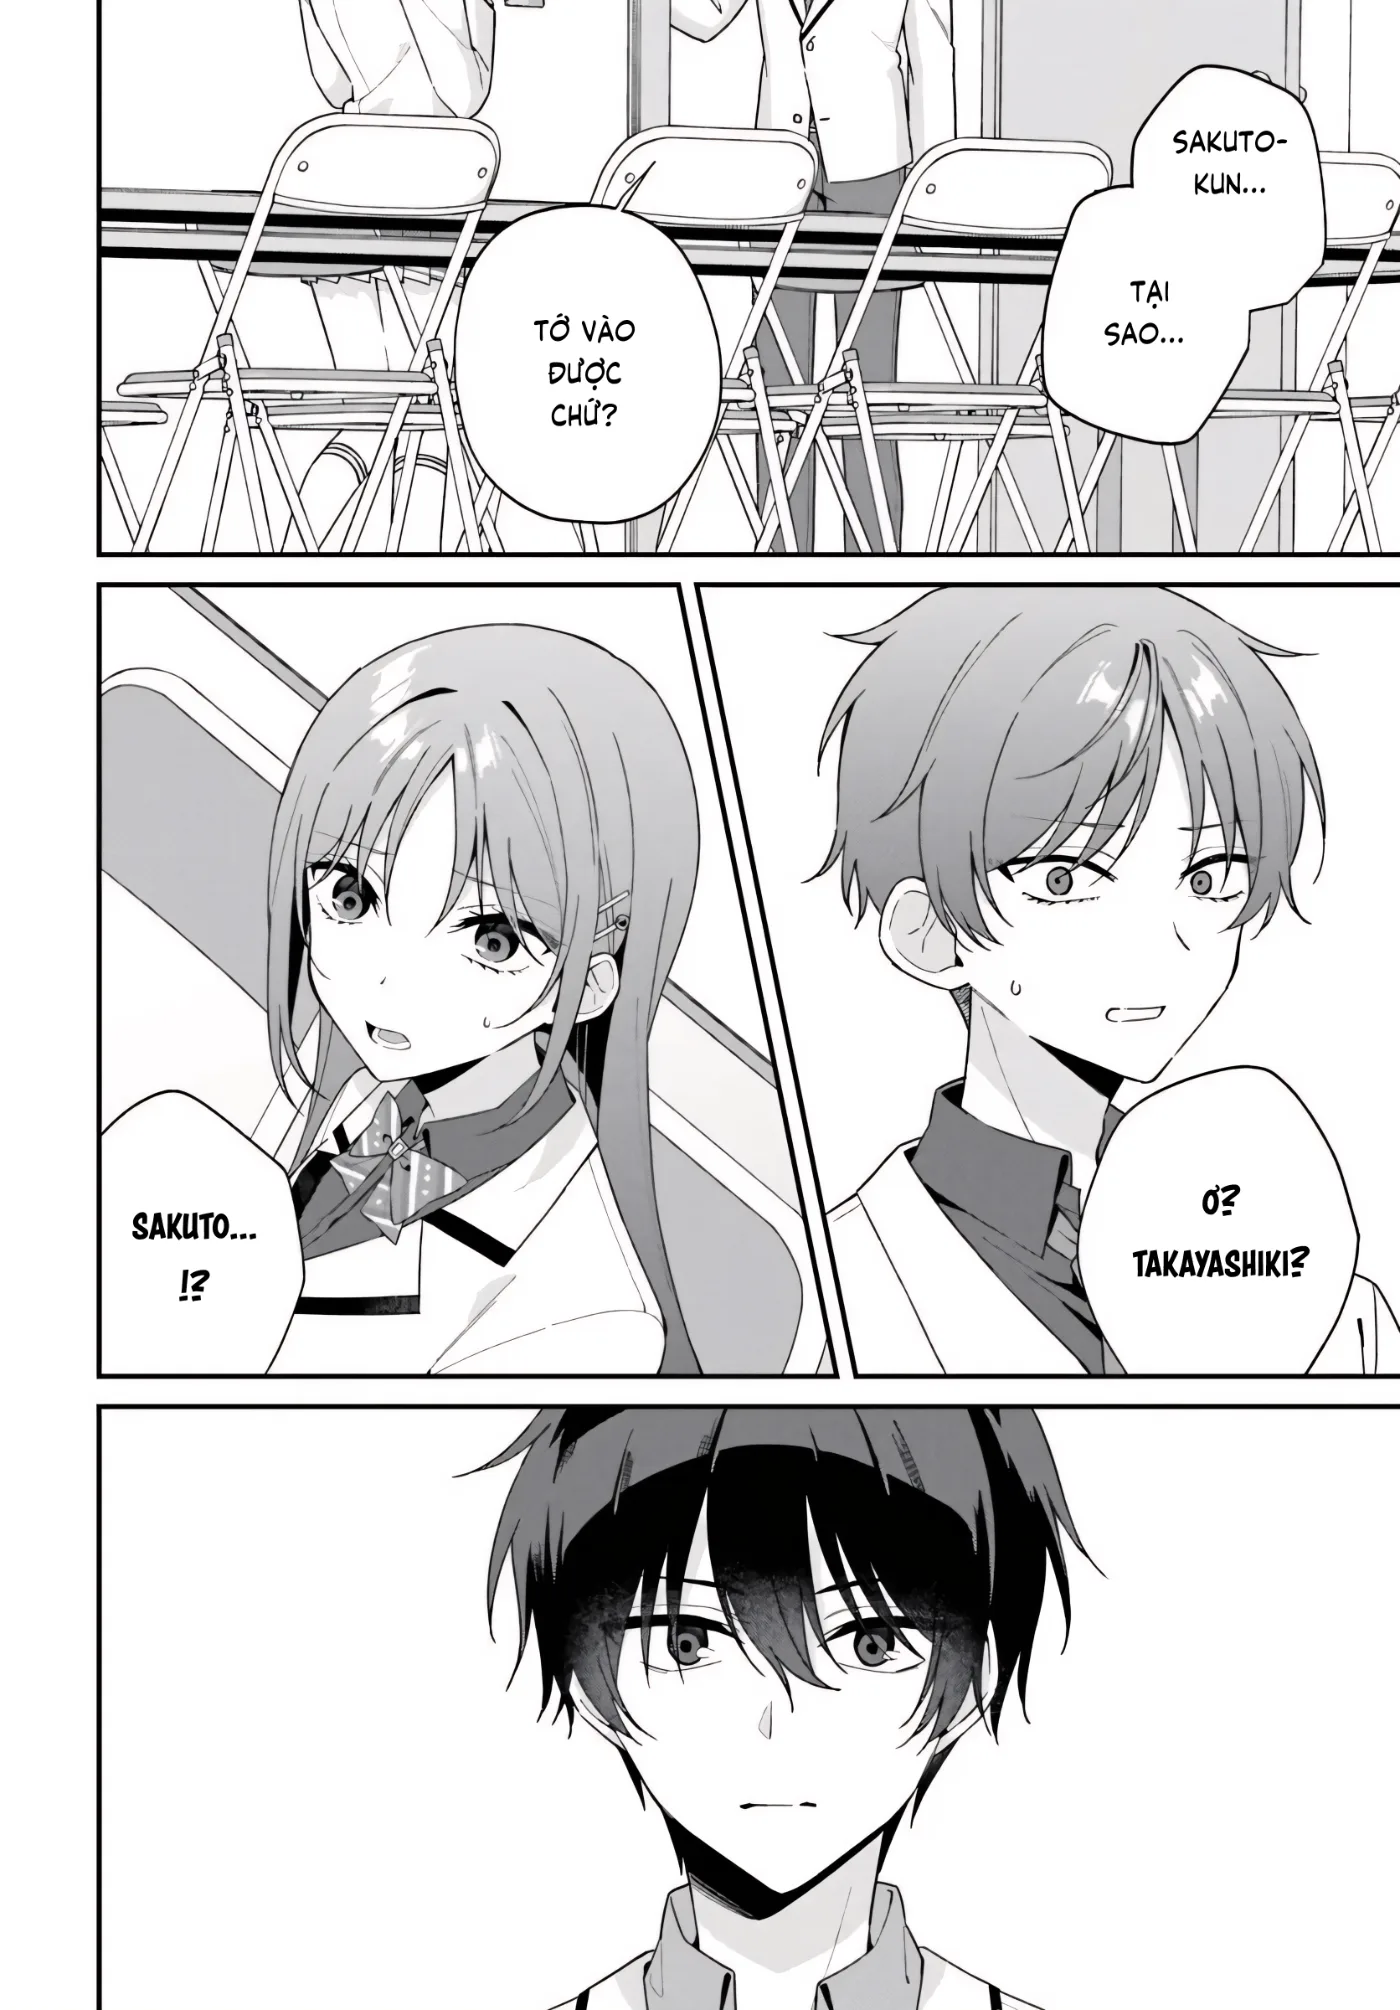 SAKUTO-
KUN...
TẠI
SAO...
TỚ VÀO
ĐƯỢC
CHỨ?
Ơ?
TAKAYASHIKI?
SAKUTO...
!?